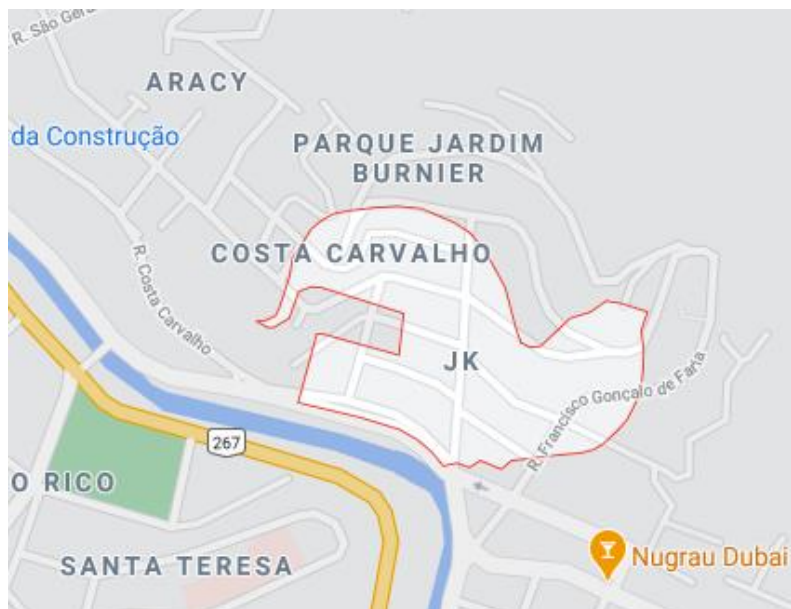 R. São Gera
ARACY
da Construção
PARQUE JARDIM
BURNIER
COSTA CARVALHO
R. Costa Carvalho
JK
R. Francisco Gonçalo de Faria
267
O RICO
SANTA TERESA
Nugrau Dubai